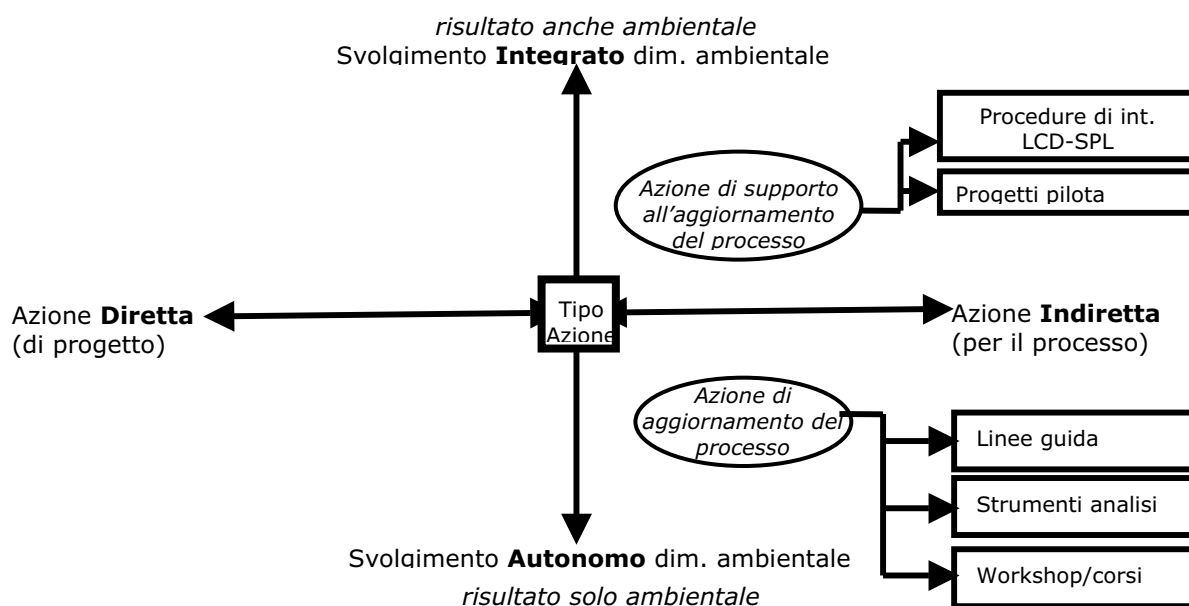 risultato anche ambientale
Svolgimento Integrato dim. ambientale
Procedure di int.
LCD-SPL
Azione di supporto
all’aggiornamento
del processo
Progetti pilota
Azione Diretta
(di progetto)
Tipo
Azione
Azione Indiretta
(per il processo)
Azione di
aggiornamento del
processo
Linee guida
Strumenti analisi
Workshop/corsi
Svolgimento Autonomo dim. ambientale
risultato solo ambientale